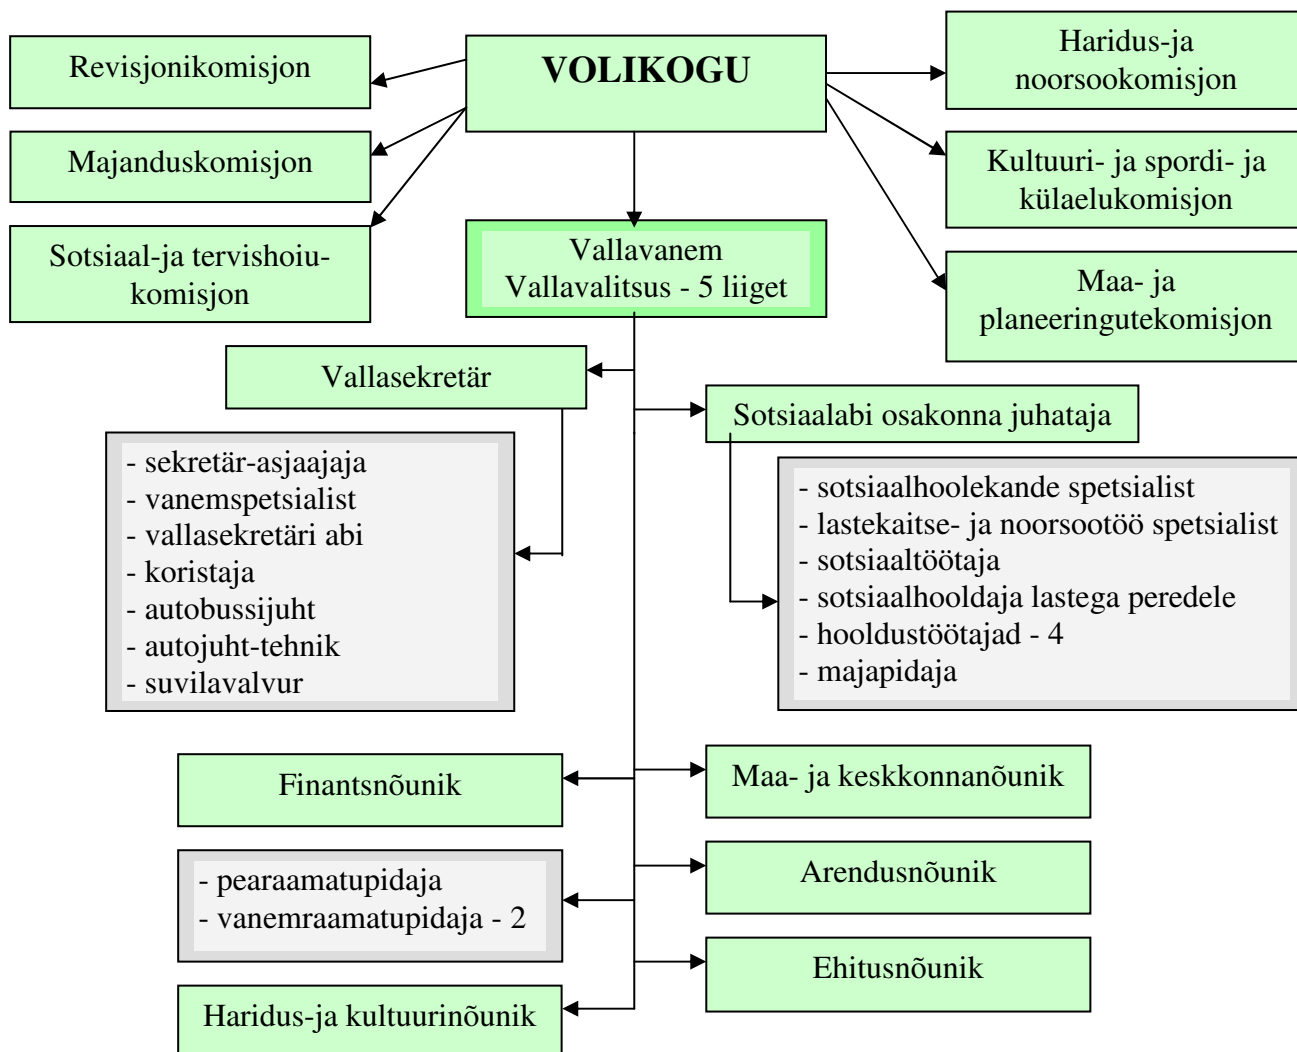 Revisjonikomisjon
VOLIKOGU
Haridus-ja
noorsookomisjon
Majanduskomisjon
Kultuuri- ja spordi- ja
külaelukomisjon
Sotsiaal-ja tervishoiu-
komisjon
Vallavanem
Vallavalitsus - 5 liiget
Maa- ja
planeeringutekomisjon
Vallasekretär
Sotsiaalabi osakonna juhataja
- sekretär-asjaajaja
- vanemspetsialist
- vallasekretäri abi
- koristaja
- autobussijuht
- autojuht-tehnik
- suvilavalvur
- sotsiaalhoolekande spetsialist
- lastekaitse- ja noorsootöö spetsialist
- sotsiaaltöötaja
- sotsiaalhooldaja lastega peredele
- hooldustöötajad - 4
- majapidaja
Finantsnõunik
Maa- ja keskkonnanõunik
- pearaamatupidaja
- vanemraamatupidaja - 2
Arendusnõunik
Ehitusnõunik
Haridus-ja kultuurinõunik